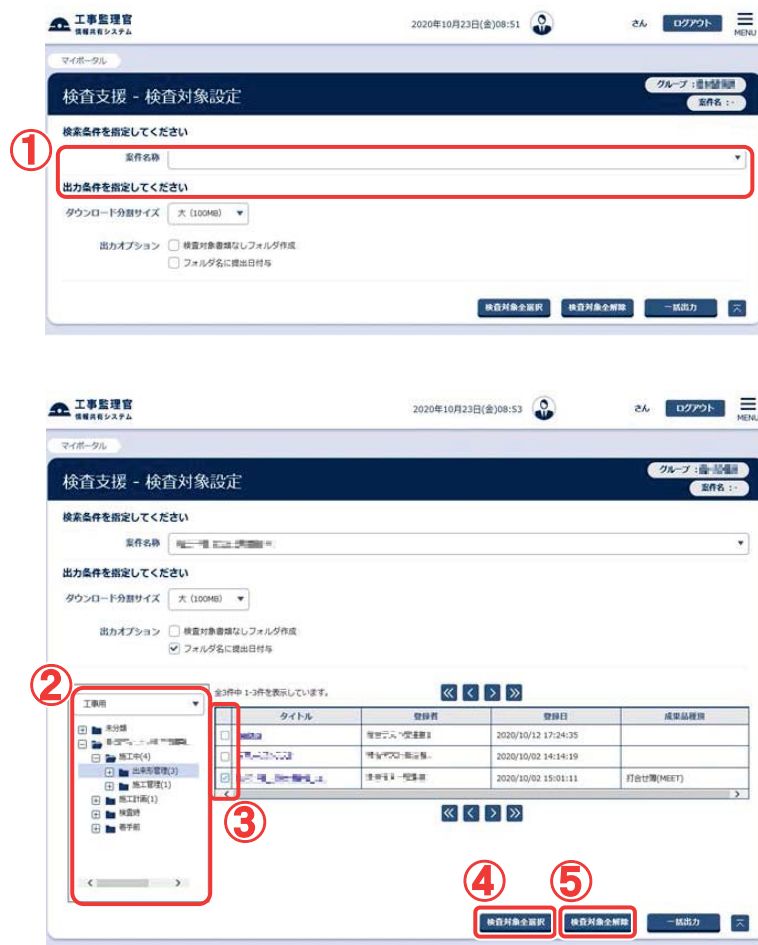 工事監理官
情報共有システム
2020年10月23日(金)08:51
さん
ログアウト
MENU
マイポータル
検査支援 - 検査対象設定
グループ :
案件名 : -
検索条件を指定してください
①
案件名称
出力条件を指定してください
ダウンロード分割サイズ 大 (100MB)
出力オプション 検査対象書類なしフォルダ作成
フォルダ名に提出日付与
検査対象全選択 検査対象全解除 一括出力
工事監理官
情報共有システム
2020年10月23日(金)08:53
さん
ログアウト
MENU
マイポータル
検査支援 - 検査対象設定
グループ :
案件名 : -
検索条件を指定してください
案件名称
出力条件を指定してください
ダウンロード分割サイズ 大 (100MB)
出力オプション 検査対象書類なしフォルダ作成
フォルダ名に提出日付与
②
工事用
未分類
施工中(4)
出来形管理(3)
施工管理(1)
施工計画(1)
検査時
着手前
全3件中 1-3件を表示しています。
タイトル 登録者 登録日 成果品種別
2020/10/12 17:24:35
2020/10/02 14:14:19
2020/10/02 15:01:11 打合せ簿(MEET)
③
④
⑤
検査対象全選択 検査対象全解除 一括出力